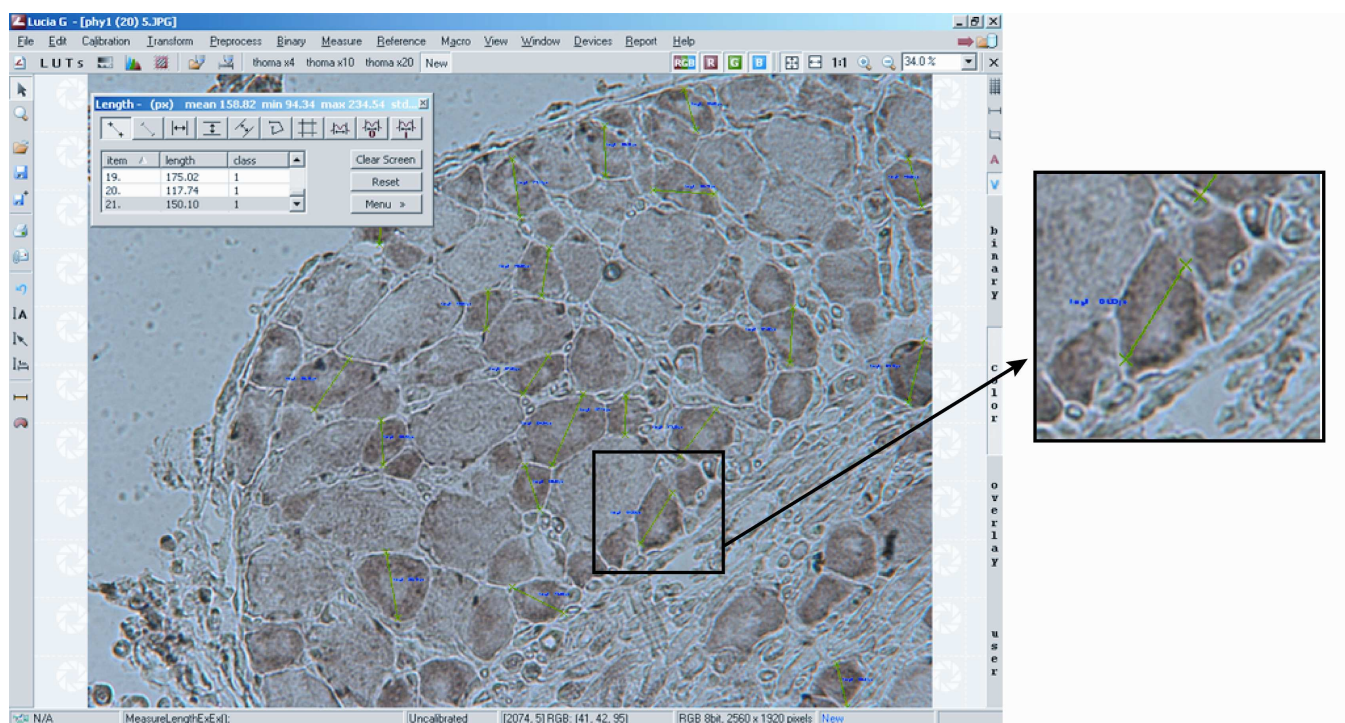 Lucia G - [phy1 (20) 5.JPG]
File Edit Calibration Transform Preprocess Binary Measure Reference Macro View Window Devices Report Help
LUTs thoma x4 thoma x10 thoma x20 New RGB R G B 1:1 34.0 %
Length - (px) mean 158.82 min 94.34 max 234.54 std...
item length class
19. 175.02 1
20. 117.74 1
21. 150.10 1
Clear Screen
Reset
Menu »
binary
color
overlay
user
N/A MeasureLengthExEx(); Uncalibrated [2074, 5] RGB: [41, 42, 95] RGB 8bit, 2560 x 1920 pixels New